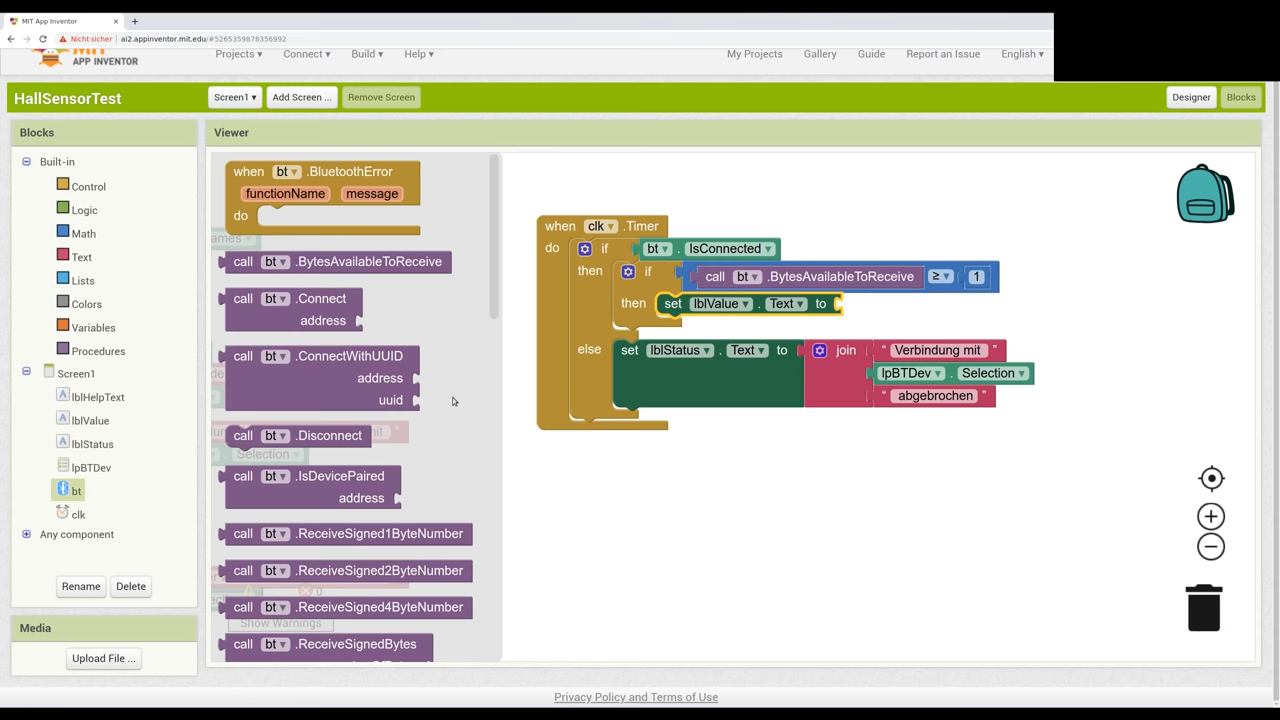 MIT App Inventor
Nicht sicher
ai2.appinventor.mit.edu/#5265359878356992
MIT
APP INVENTOR
Projects
Connect
Build
Help
My Projects
Gallery
Guide
Report an Issue
English
HallSensorTest
Screen1
Add Screen ...
Remove Screen
Designer
Blocks
Blocks
Viewer
Built-in
Control
Logic
Math
Text
Lists
Colors
Variables
Procedures
Screen1
lblHelpText
lblValue
lblStatus
lpBTDev
bt
clk
Any component
Rename
Delete
Media
Upload File ...
when bt .BluetoothError
functionName message
do
call bt .BytesAvailableToReceive
call bt .Connect
address
call bt .ConnectWithUUID
address
uuid
call bt .Disconnect
call bt .IsDevicePaired
address
call bt .ReceiveSigned1ByteNumber
call bt .ReceiveSigned2ByteNumber
call bt .ReceiveSigned4ByteNumber
call bt .ReceiveSignedBytes
Selection
0
Show Warnings
when clk .Timer
do if bt . IsConnected
then if call bt .BytesAvailableToReceive ≥ 1
then set lblValue . Text to
else set lblStatus . Text to join “ Verbindung mit ”
lpBTDev . Selection
“ abgebrochen ”
Privacy Policy and Terms of Use